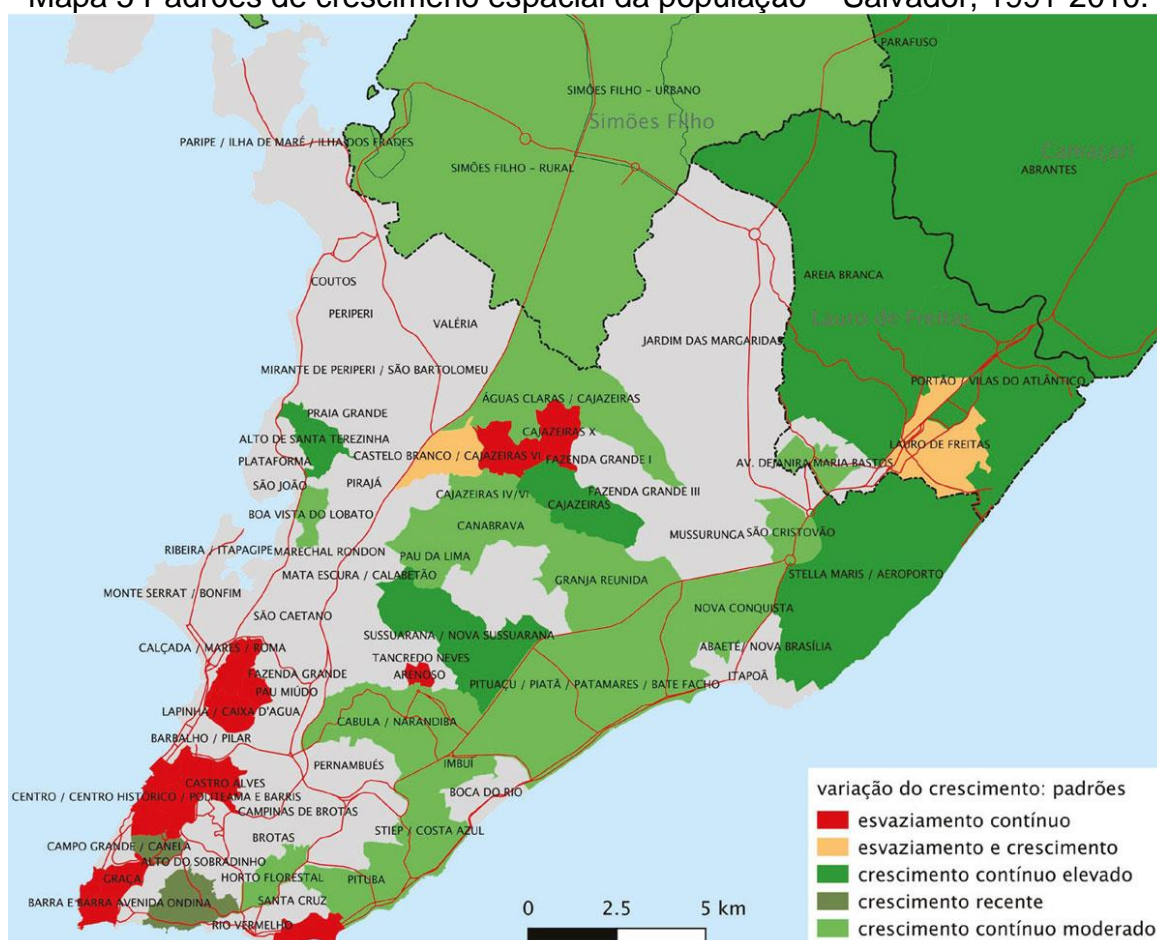 Mapa 5 Padrões de crescimeno espacial da população – Salvador, 1991-2010.
PARAFUSO
SIMÕES FILHO - URBANO
Simões Filho
PARIPE / ILHA DE MARÉ / ILHA DOS FRADES
SIMÕES FILHO - RURAL
Camaçari
ABRANTES
COUTOS
AREIA BRANCA
PERIPERI
VALÉRIA
Lauro de Freitas
JARDIM DAS MARGARIDAS
MIRANTE DE PERIPERI / SÃO BARTOLOMEU
PORTÃO / VILAS DO ATLÂNTICO
ÁGUAS CLARAS / CAJAZEIRAS
PRAIA GRANDE
CAJAZEIRAS X
ALTO DE SANTA TEREZINHA
LAURO DE FREITAS
CASTELO BRANCO / CAJAZEIRAS VI
FAZENDA GRANDE I
PLATAFORMA
AV. DEJANIRA MARIA BASTOS
SÃO JOÃO
PIRAJÁ
CAJAZEIRAS IV/VI
FAZENDA GRANDE III
CAJAZEIRAS
BOA VISTA DO LOBATO
CANABRAVA
MUSSURUNGA
SÃO CRISTOVÃO
RIBEIRA / ITAPAGIPE
MARECHAL RONDON
PAU DA LIMA
MATA ESCURA / CALABETÃO
GRANJA REUNIDA
STELLA MARIS / AEROPORTO
MONTE SERRAT / BONFIM
NOVA CONQUISTA
SÃO CAETANO
SUSSUARANA / NOVA SUSSUARANA
CALÇADA / MARES / ROMA
ABAETÉ/ NOVA BRASÍLIA
TANCREDO NEVES
FAZENDA GRANDE
ARENOSO
ITAPOÃ
PITUAÇU / PIATÃ / PATAMARES / BATE FACHO
PAU MIÚDO
LAPINHA / CAIXA D'AGUA
CABULA / NARANDIBA
BARBALHO / PILAR
PERNAMBUÉS
IMBUÍ
CASTRO ALVES
BOCA DO RIO
CENTRO / CENTRO HISTÓRICO / POLITEAMA E BARRIS
CAMPINAS DE BROTAS
STIEP / COSTA AZUL
BROTAS
CAMPO GRANDE / CANELA
ALTO DO SOBRADINHO
GRAÇA
HORTO FLORESTAL
PITUBA
BARRA E BARRA AVENIDA
ONDINA
SANTA CRUZ
RIO VERMELHO
0 2.5 5 km
variação do crescimento: padrões
esvaziamento contínuo
esvaziamento e crescimento
crescimento contínuo elevado
crescimento recente
crescimento contínuo moderado